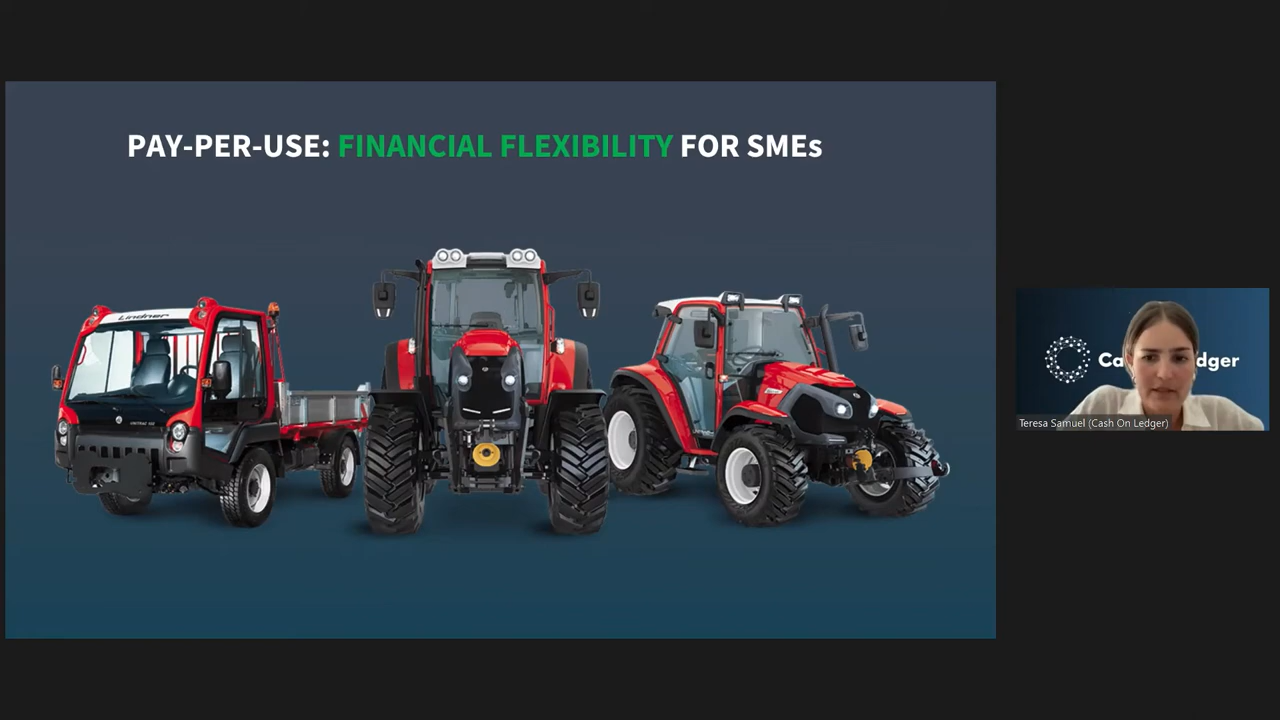 PAY-PER-USE: FINANCIAL FLEXIBILITY FOR SMEs
Lindner
Teresa Samuel (Cash On Ledger)